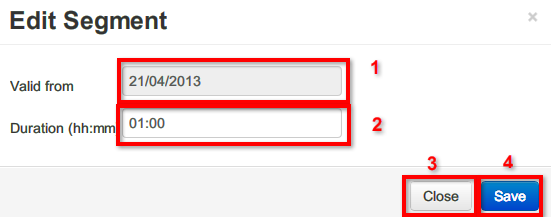 Edit Segment ×
1
Valid from 21/04/2013
Duration (hh:mm 01:00 2
3 4
Close Save